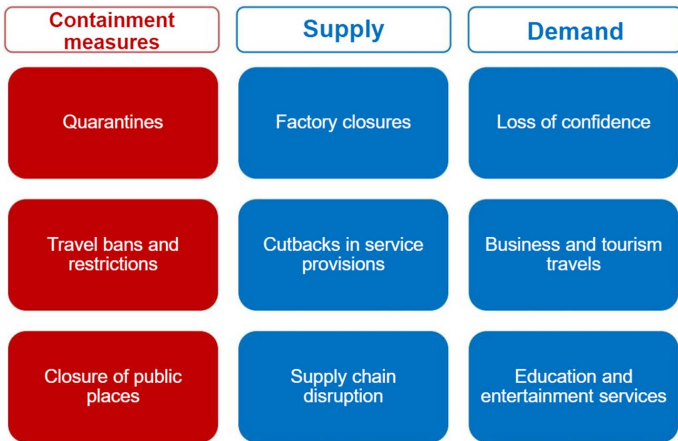 Containment
measures
Supply
Demand
Quarantines
Factory closures
Loss of confidence
Travel bans and
restrictions
Cutbacks in service
provisions
Business and tourism
travels
Closure of public
places
Supply chain
disruption
Education and
entertainment services